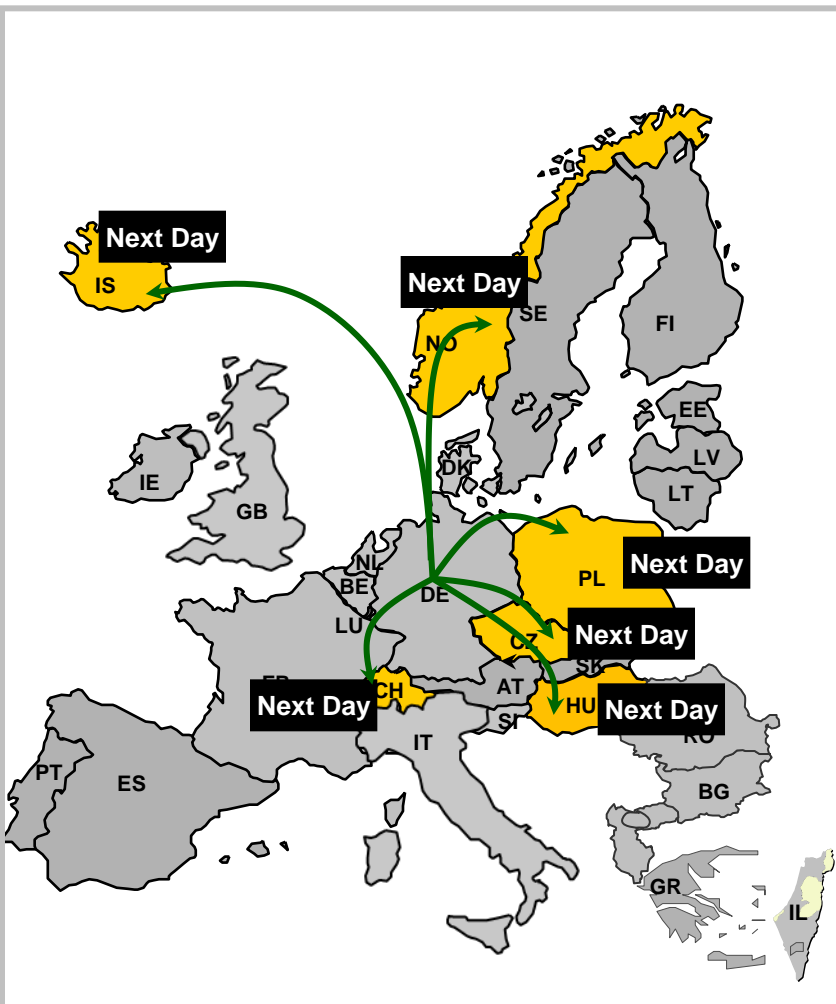 Next Day
IS
Next Day
SE
NO
FI
EE
DK
LV
IE
LT
GB
NL
Next Day
PL
BE
DE
LU
CZ
Next Day
SK
FR
CH
AT
HU
Next Day
Next Day
SI
IT
RO
PT
ES
BG
GR
IL